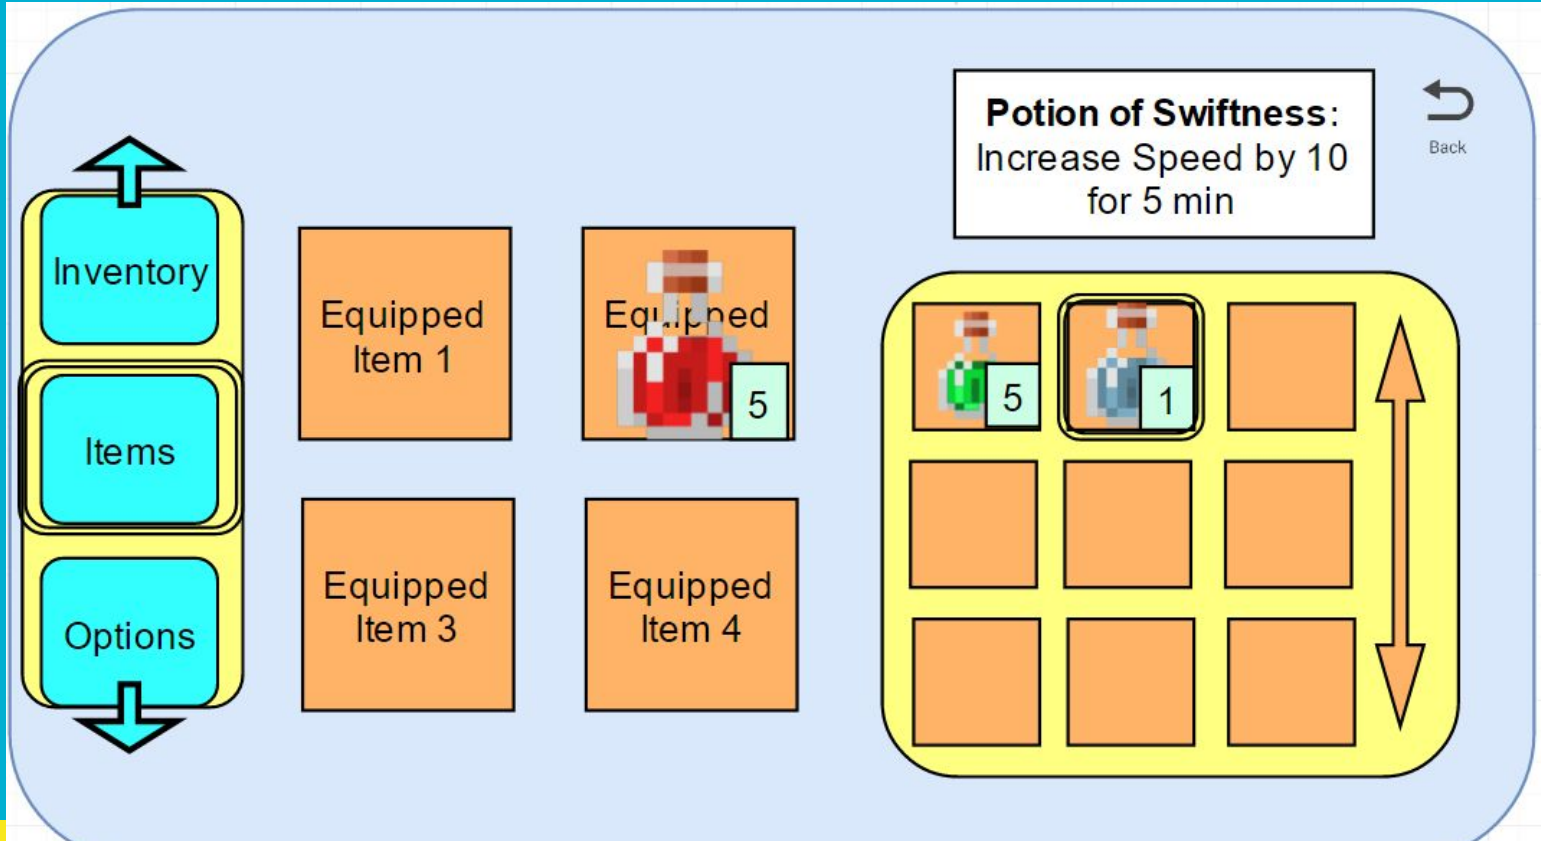 Potion of Swiftness:
Increase Speed by 10
for 5 min
Back
Inventory
Items
Options
Equipped
Item 1
Equipped
5
Equipped
Item 3
Equipped
Item 4
5
1